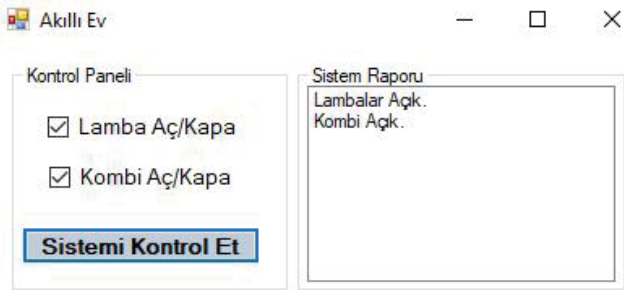 Akıllı Ev
Kontrol Paneli
Lamba Aç/Kapa
Kombi Aç/Kapa
Sistemi Kontrol Et
Sistem Raporu
Lambalar Açık.
Kombi Açık.